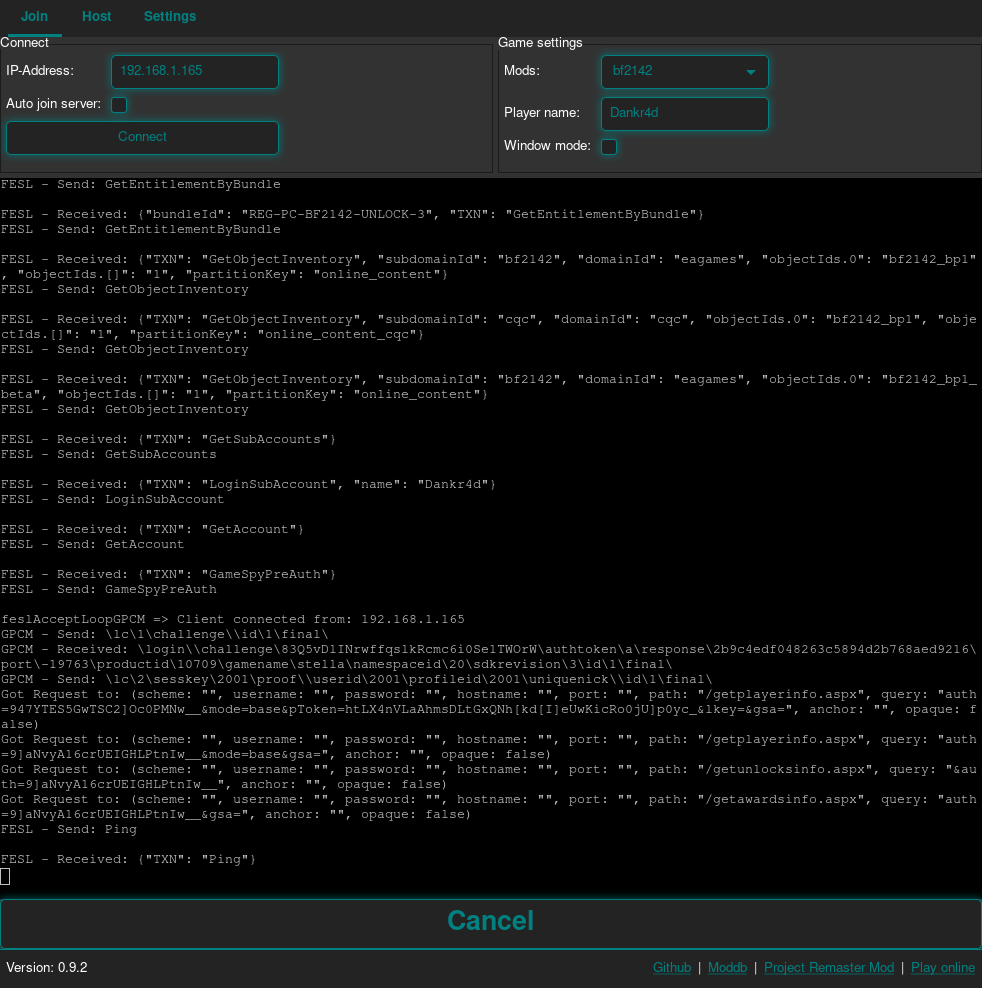 Join Host Settings
Connect
IP-Address: 192.168.1.165
Auto join server:
Connect
Game settings
Mods: bf2142
Player name: Dankr4d
Window mode:
FESL - Send: GetEntitlementByBundle
FESL - Received: {"bundleId": "REG-PC-BF2142-UNLOCK-3", "TXN": "GetEntitlementByBundle"}
FESL - Send: GetEntitlementByBundle
FESL - Received: {"TXN": "GetObjectInventory", "subdomainId": "bf2142", "domainId": "eagames", "objectIds.0": "bf2142_bp1"
, "objectIds.[]": "1", "partitionKey": "online_content"}
FESL - Send: GetObjectInventory
FESL - Received: {"TXN": "GetObjectInventory", "subdomainId": "cqc", "domainId": "cqc", "objectIds.0": "bf2142_bp1", "obje
ctIds.[]": "1", "partitionKey": "online_content_cqc"}
FESL - Send: GetObjectInventory
FESL - Received: {"TXN": "GetObjectInventory", "subdomainId": "bf2142", "domainId": "eagames", "objectIds.0": "bf2142_bp1_
beta", "objectIds.[]": "1", "partitionKey": "online_content"}
FESL - Send: GetObjectInventory
FESL - Received: {"TXN": "GetSubAccounts"}
FESL - Send: GetSubAccounts
FESL - Received: {"TXN": "LoginSubAccount", "name": "Dankr4d"}
FESL - Send: LoginSubAccount
FESL - Received: {"TXN": "GetAccount"}
FESL - Send: GetAccount
FESL - Received: {"TXN": "GameSpyPreAuth"}
FESL - Send: GameSpyPreAuth
feslAcceptLoopGPCM => Client connected from: 192.168.1.165
GPCM - Send: \lc\1\challenge\\id\1\final\
GPCM - Received: \login\\challenge\83Q5vDlINrwffqslkRcmc6i0SelTWOrW\authtoken\a\response\2b9c4edf048263c5894d2b768aed9216\
port\-19763\productid\10709\gamename\stella\namespaceid\20\sdkrevision\3\id\1\final\
GPCM - Send: \lc\2\sesskey\2001\proof\\userid\2001\profileid\2001\uniquenick\\id\1\final\
Got Request to: (scheme: "", username: "", password: "", hostname: "", port: "", path: "/getplayerinfo.aspx", query: "auth
=947YTES5GwTSC2]Oc0PMNw__&mode=base&pToken=htLX4nVLaAhmsDLtGxQNh[kd[I]eUwKicRo0jU]p0yc_&lkey=&gsa=", anchor: "", opaque: f
alse)
Got Request to: (scheme: "", username: "", password: "", hostname: "", port: "", path: "/getplayerinfo.aspx", query: "auth
=9]aNvyAl6crUEIGHLPtnIw__&mode=base&gsa=", anchor: "", opaque: false)
Got Request to: (scheme: "", username: "", password: "", hostname: "", port: "", path: "/getunlocksinfo.aspx", query: "&au
th=9]aNvyAl6crUEIGHLPtnIw__", anchor: "", opaque: false)
Got Request to: (scheme: "", username: "", password: "", hostname: "", port: "", path: "/getawardsinfo.aspx", query: "auth
=9]aNvyAl6crUEIGHLPtnIw__&gsa=", anchor: "", opaque: false)
FESL - Send: Ping
FESL - Received: {"TXN": "Ping"}
Cancel
Version: 0.9.2
Github | Moddb | Project Remaster Mod | Play online